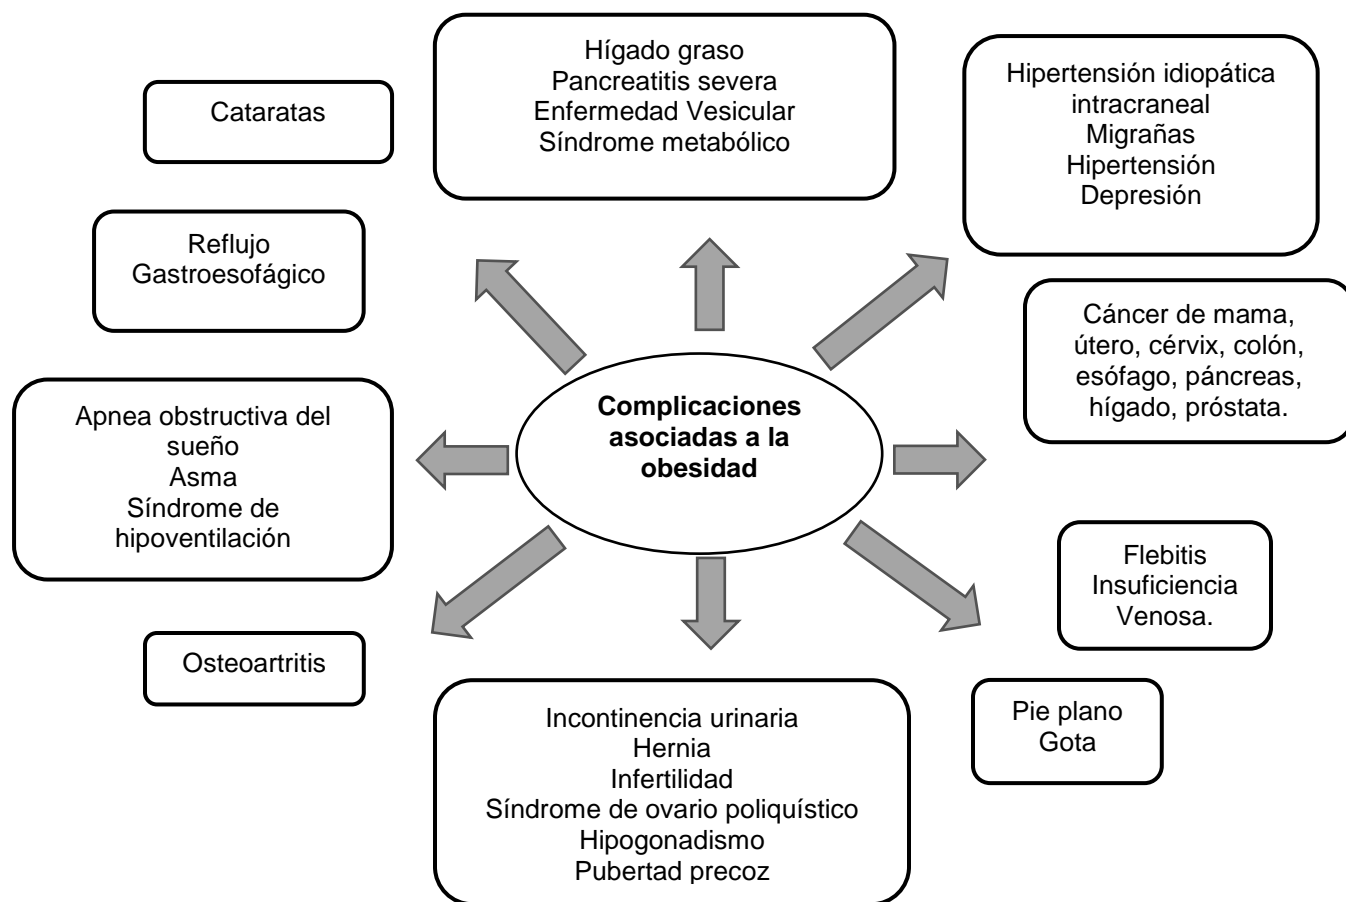 Hígado graso
Pancreatitis severa
Enfermedad Vesicular
Síndrome metabólico
Hipertensión idiopática
intracraneal
Migrañas
Hipertensión
Depresión
Cataratas
Reflujo
Gastroesofágico
Cáncer de mama,
útero, cérvix, colón,
esófago, páncreas,
hígado, próstata.
Complicaciones
asociadas a la
obesidad
Apnea obstructiva del
sueño
Asma
Síndrome de
hipoventilación
Flebitis
Insuficiencia
Venosa.
Osteoartritis
Incontinencia urinaria
Hernia
Infertilidad
Síndrome de ovario poliquístico
Hipogonadismo
Pubertad precoz
Pie plano
Gota